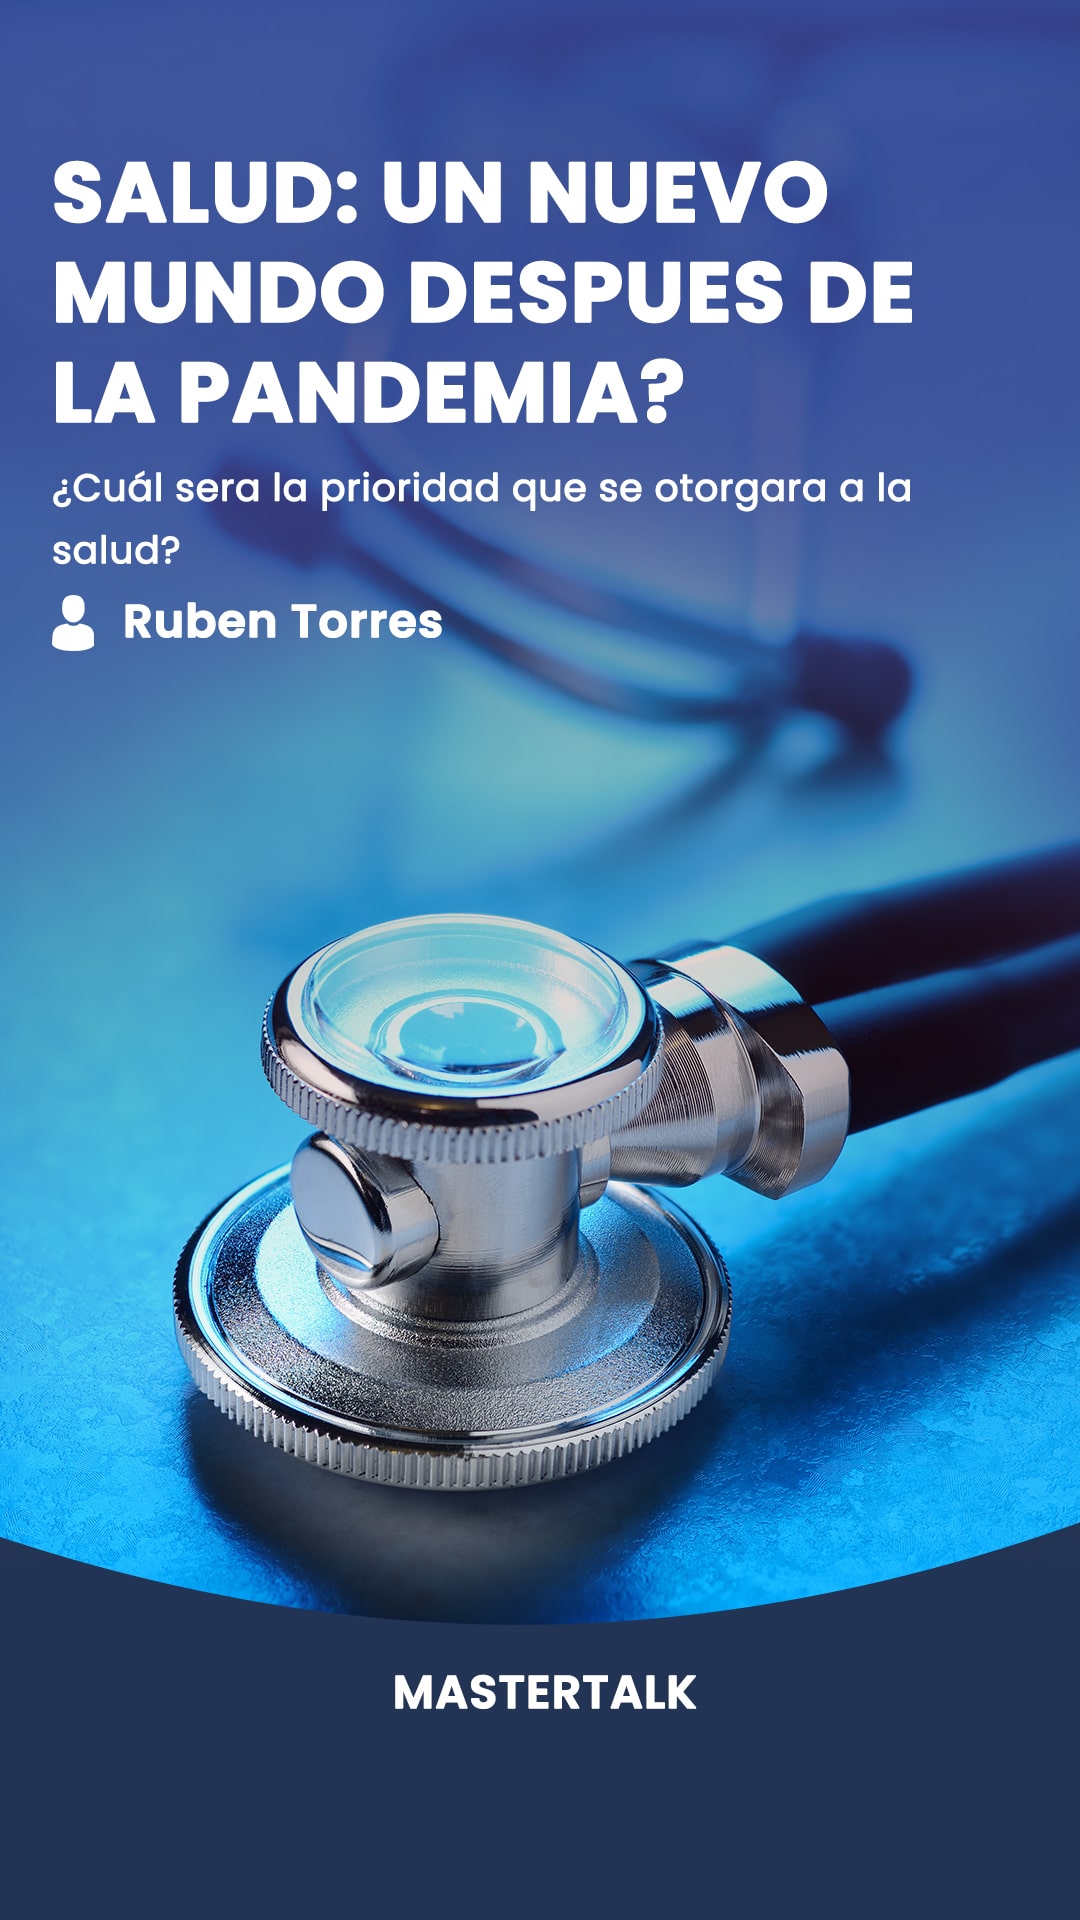 SALUD: UN NUEVO
MUNDO DESPUES DE
LA PANDEMIA?
¿Cuál sera la prioridad que se otorgara a la
salud?
Ruben Torres
MASTERTALK